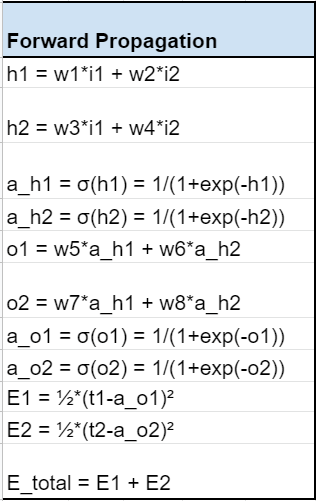 Forward Propagation
h1 = w1*i1 + w2*i2
h2 = w3*i1 + w4*i2
a_h1 = σ(h1) = 1/(1+exp(-h1))
a_h2 = σ(h2) = 1/(1+exp(-h2))
o1 = w5*a_h1 + w6*a_h2
o2 = w7*a_h1 + w8*a_h2
a_o1 = σ(o1) = 1/(1+exp(-o1))
a_o2 = σ(o2) = 1/(1+exp(-o2))
E1 = ½*(t1-a_o1)²
E2 = ½*(t2-a_o2)²
E_total = E1 + E2